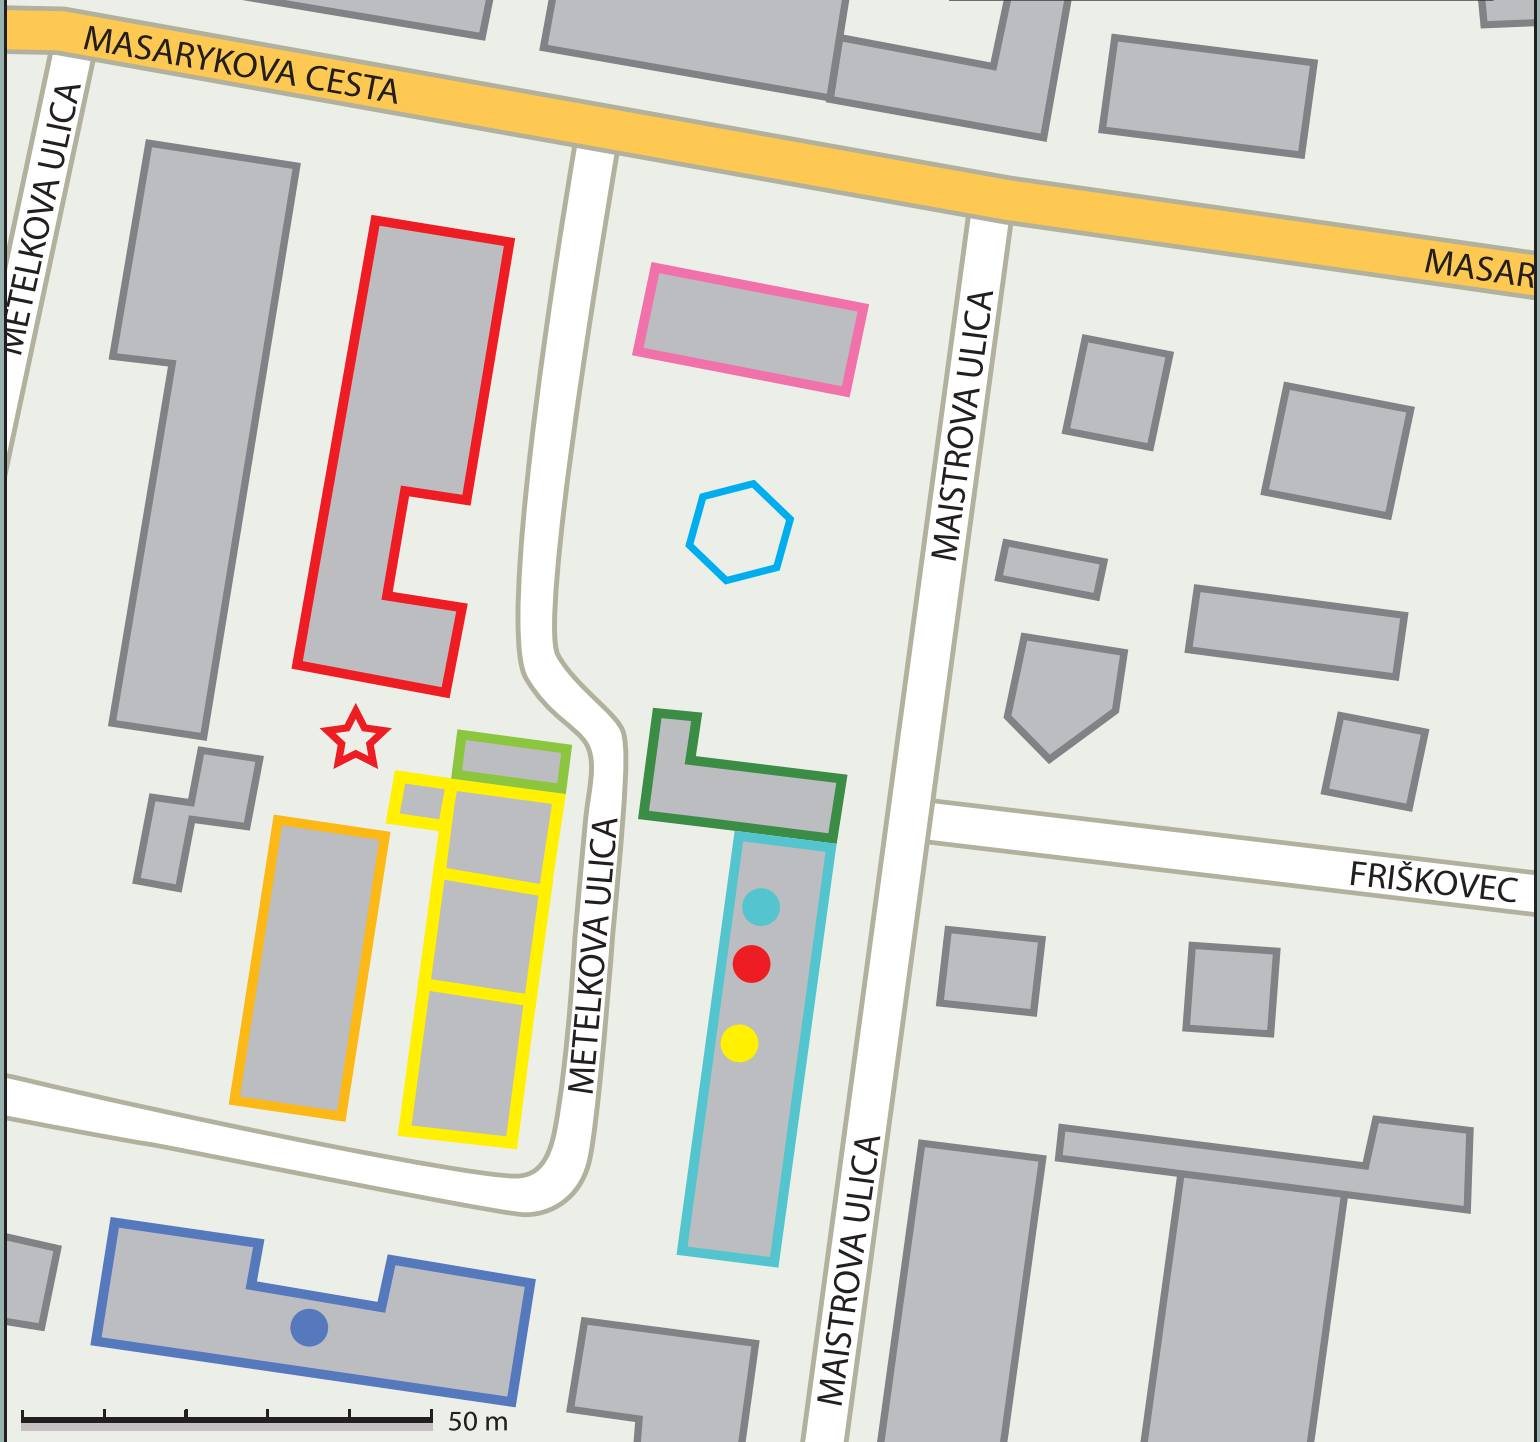 MASARYKOVA CESTA
METELKOVA ULICA
MASAR
MAISTROVA ULICA
FRIŠKOVEC
METELKOVA ULICA
MAISTROVA ULICA
50 m